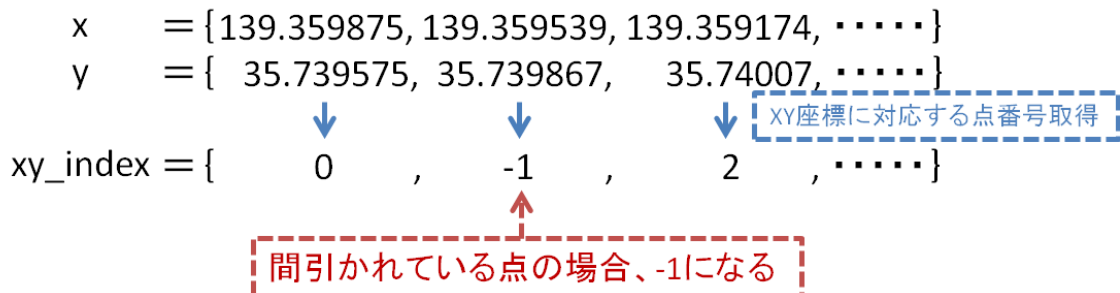 x = {139.359875, 139.359539, 139.359174, ·····}
y = { 35.739575, 35.739867, 35.74007, ·····}
XY座標に対応する点番号取得
xy_index = { 0 , -1 , 2 , ·····}
間引かれている点の場合、-1になる